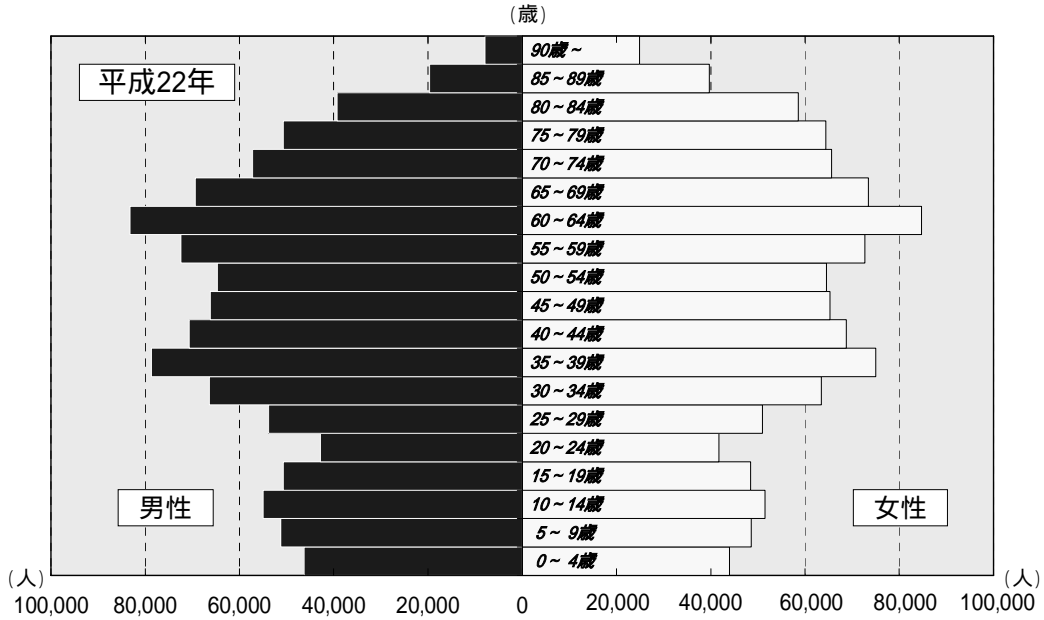 (歳)
平成22年
90歳~
85~89歳
80~84歳
75~79歳
70~74歳
65~69歳
60~64歳
55~59歳
50~54歳
45~49歳
40~44歳
35~39歳
30~34歳
25~29歳
20~24歳
15~19歳
男性
10~14歳
女性
5~ 9歳
0~ 4歳
(人) (人)
100,000 80,000 60,000 40,000 20,000 0 20,000 40,000 60,000 80,000 100,000